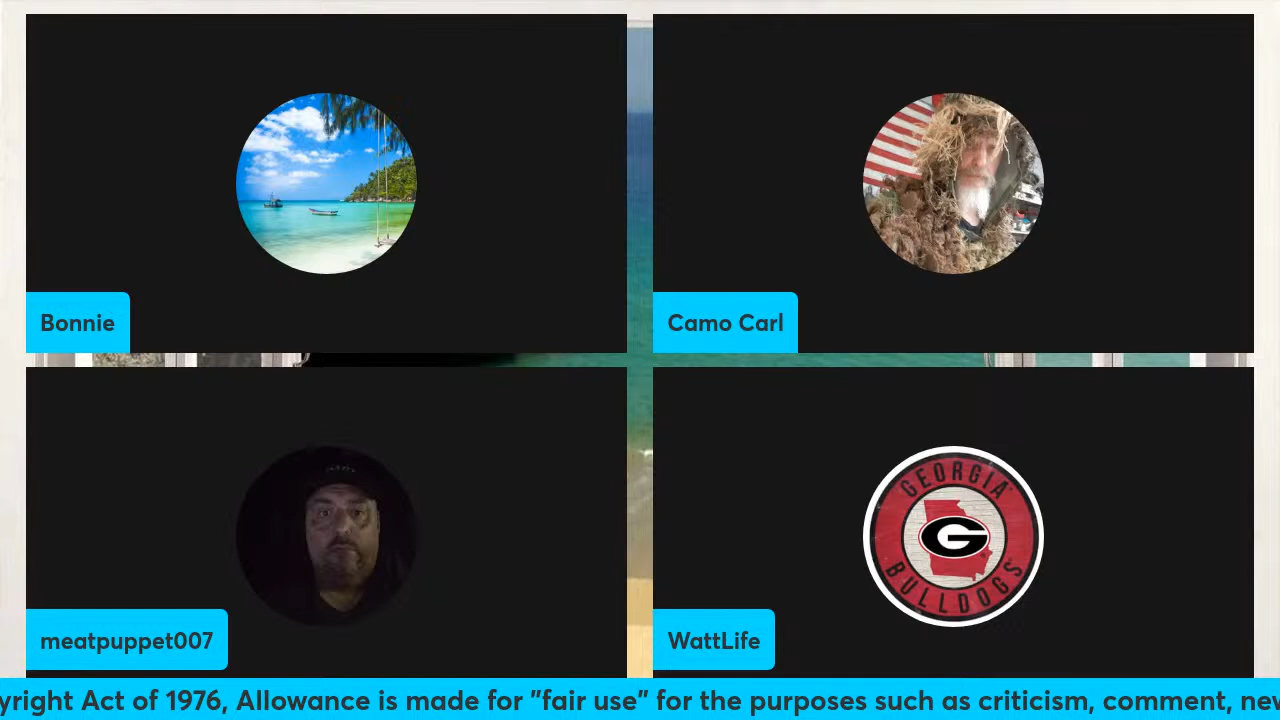 Bonnie
Camo Carl
GEORGIA
G
BULLDOGS
meatpuppet007
WattLife
yright Act of 1976, Allowance is made for "fair use" for the purposes such as criticism, comment, nev